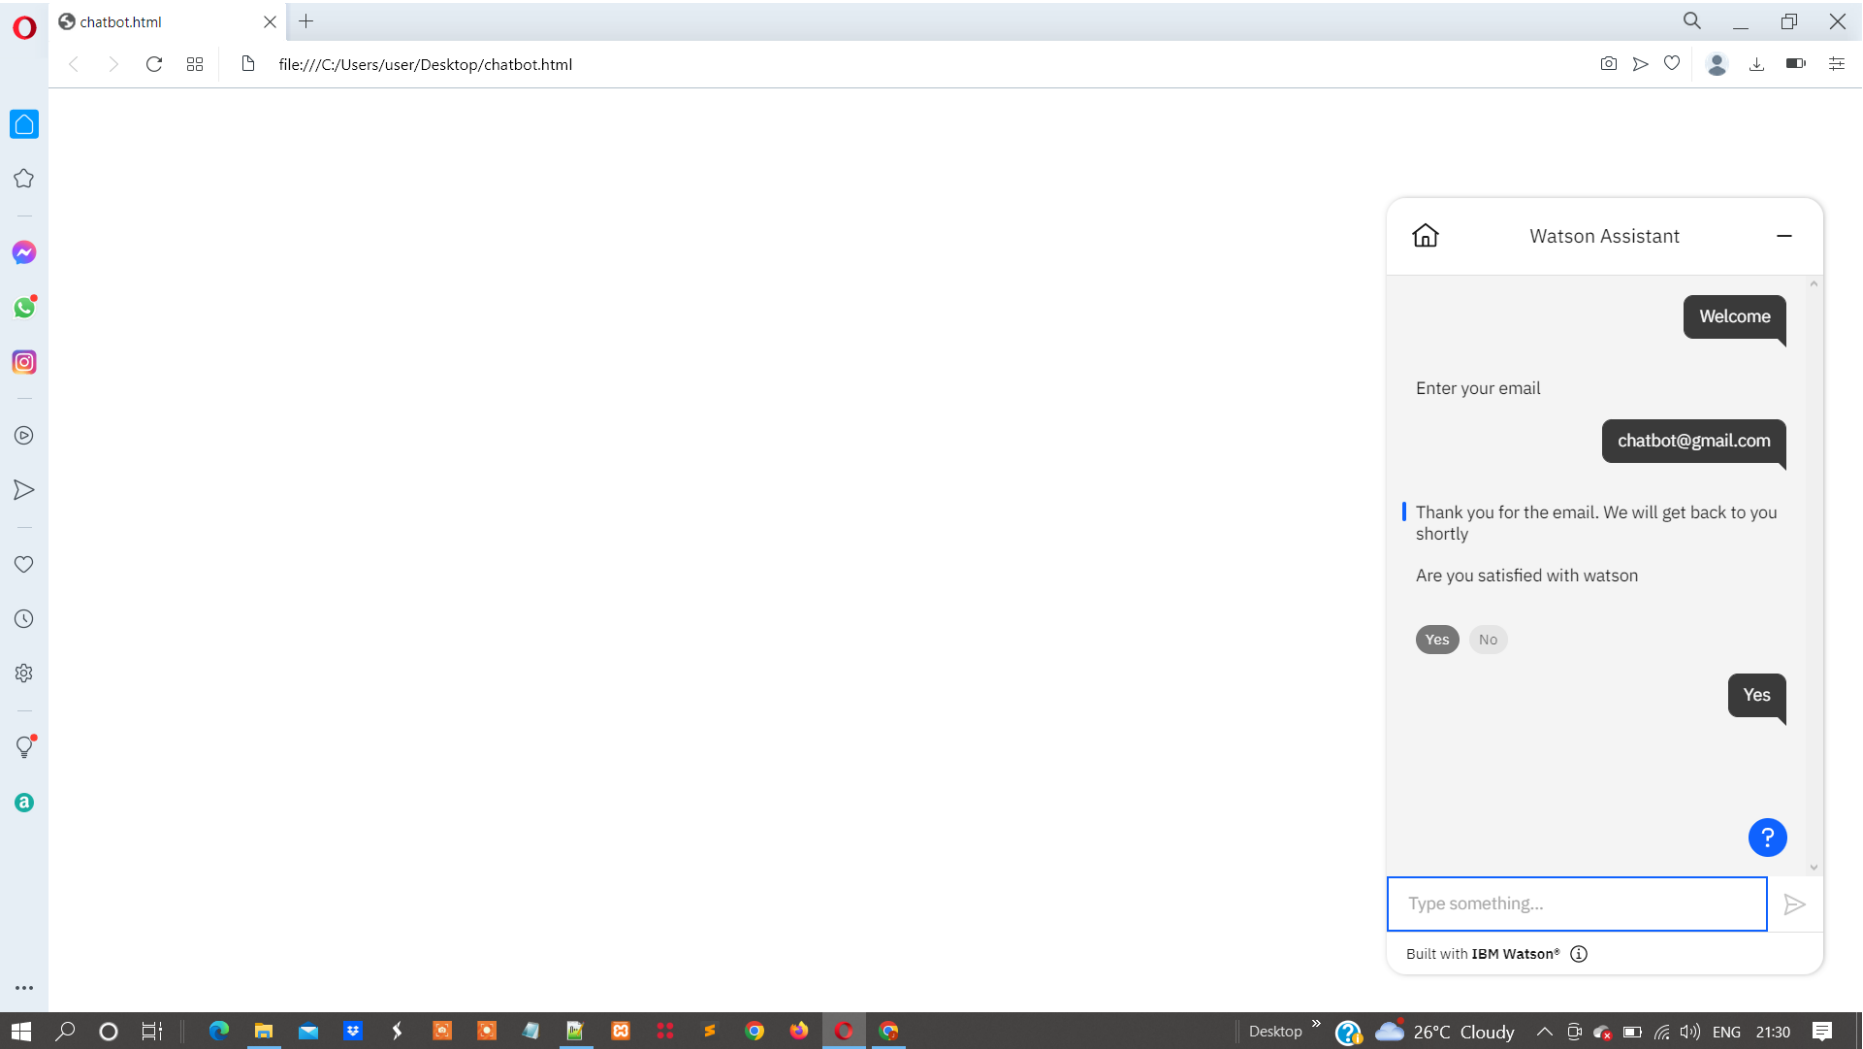 chatbot.html
file:///C:/Users/user/Desktop/chatbot.html
Watson Assistant
Welcome
Enter your email
chatbot@gmail.com
Thank you for the email. We will get back to you
shortly
Are you satisfied with watson
Yes No
Yes
?
Type something...
Built with IBM Watson®
Desktop » 26°C Cloudy ENG 21:30